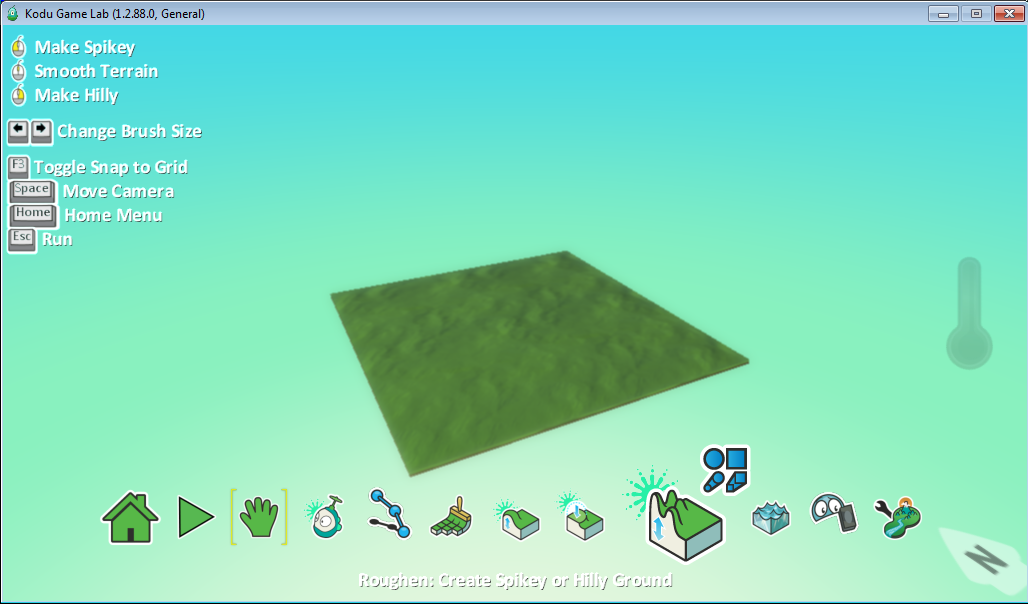 Kodu Game Lab (1.2.88.0, General)
Make Spikey
Smooth Terrain
Make Hilly
Change Brush Size
F3 Toggle Snap to Grid
Space Move Camera
Home Home Menu
Esc Run
N
Roughen: Create Spikey or Hilly Ground